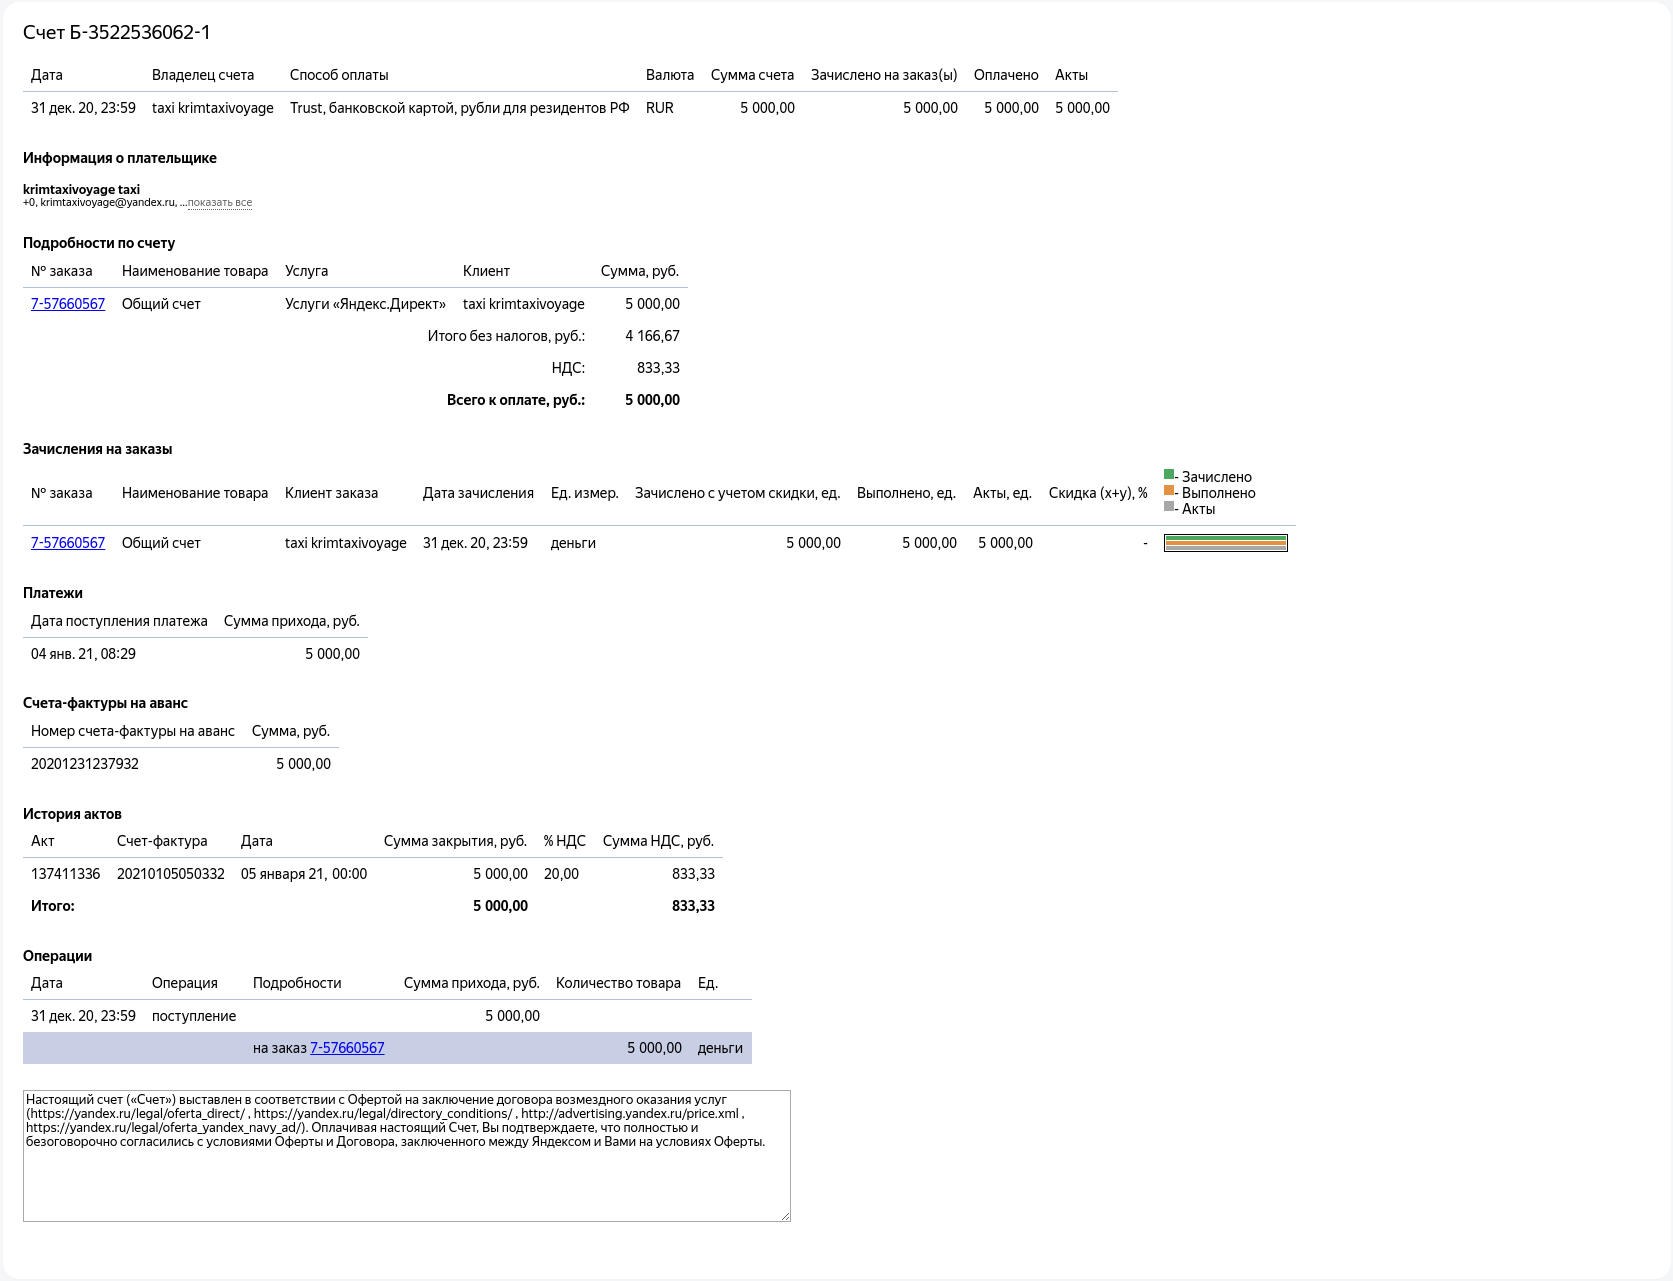 Счет Б-3522536062-1
Дата Владелец счета Способ оплаты Валюта Сумма счета Зачислено на заказ(ы) Оплачено Акты
31 дек. 20, 23:59 taxi krimtaxivoyage Trust, банковской картой, рубли для резидентов РФ RUR 5 000,00 5 000,00 5 000,00 5 000,00
Информация о плательщике
krimtaxivoyage taxi
+0, krimtaxivoyage@yandex.ru, ...показать все
Подробности по счету
№ заказа Наименование товара Услуга Клиент Сумма, руб.
7-57660567 Общий счет Услуги «Яндекс.Директ» taxi krimtaxivoyage 5 000,00
Итого без налогов, руб.: 4 166,67
НДС: 833,33
Всего к оплате, руб.: 5 000,00
Зачисления на заказы
№ заказа Наименование товара Клиент заказа Дата зачисления Ед. измер. Зачислено с учетом скидки, ед. Выполнено, ед. Акты, ед. Скидка (x+y), %
- Зачислено
- Выполнено
- Акты
7-57660567 Общий счет taxi krimtaxivoyage 31 дек. 20, 23:59 деньги 5 000,00 5 000,00 5 000,00 -
Платежи
Дата поступления платежа Сумма прихода, руб.
04 янв. 21, 08:29 5 000,00
Счета-фактуры на аванс
Номер счета-фактуры на аванс Сумма, руб.
20201231237932 5 000,00
История актов
Акт Счет-фактура Дата Сумма закрытия, руб. % НДС Сумма НДС, руб.
137411336 20210105050332 05 января 21, 00:00 5 000,00 20,00 833,33
Итого: 5 000,00 833,33
Операции
Дата Операция Подробности Сумма прихода, руб. Количество товара Ед.
31 дек. 20, 23:59 поступление 5 000,00
на заказ 7-57660567 5 000,00 деньги
Настоящий счет («Счет») выставлен в соответствии с Офертой на заключение договора возмездного оказания услуг
(https://yandex.ru/legal/oferta_direct/ , https://yandex.ru/legal/directory_conditions/ , http://advertising.yandex.ru/price.xml ,
https://yandex.ru/legal/oferta_yandex_navy_ad/). Оплачивая настоящий Счет, Вы подтверждаете, что полностью и
безоговорочно согласились с условиями Оферты и Договора, заключенного между Яндексом и Вами на условиях Оферты.